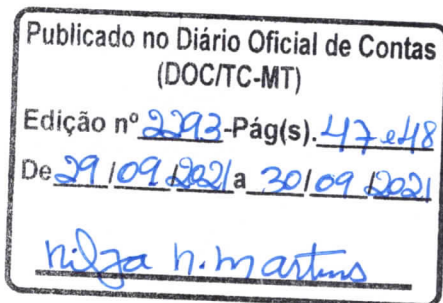 Publicado no Diário Oficial de Contas
(DOC/TC-MT)
Edição nº 2293-Pág(s). 47 e 48
De 29/09/2021 a 30/09/2021
Nilza N. Martins